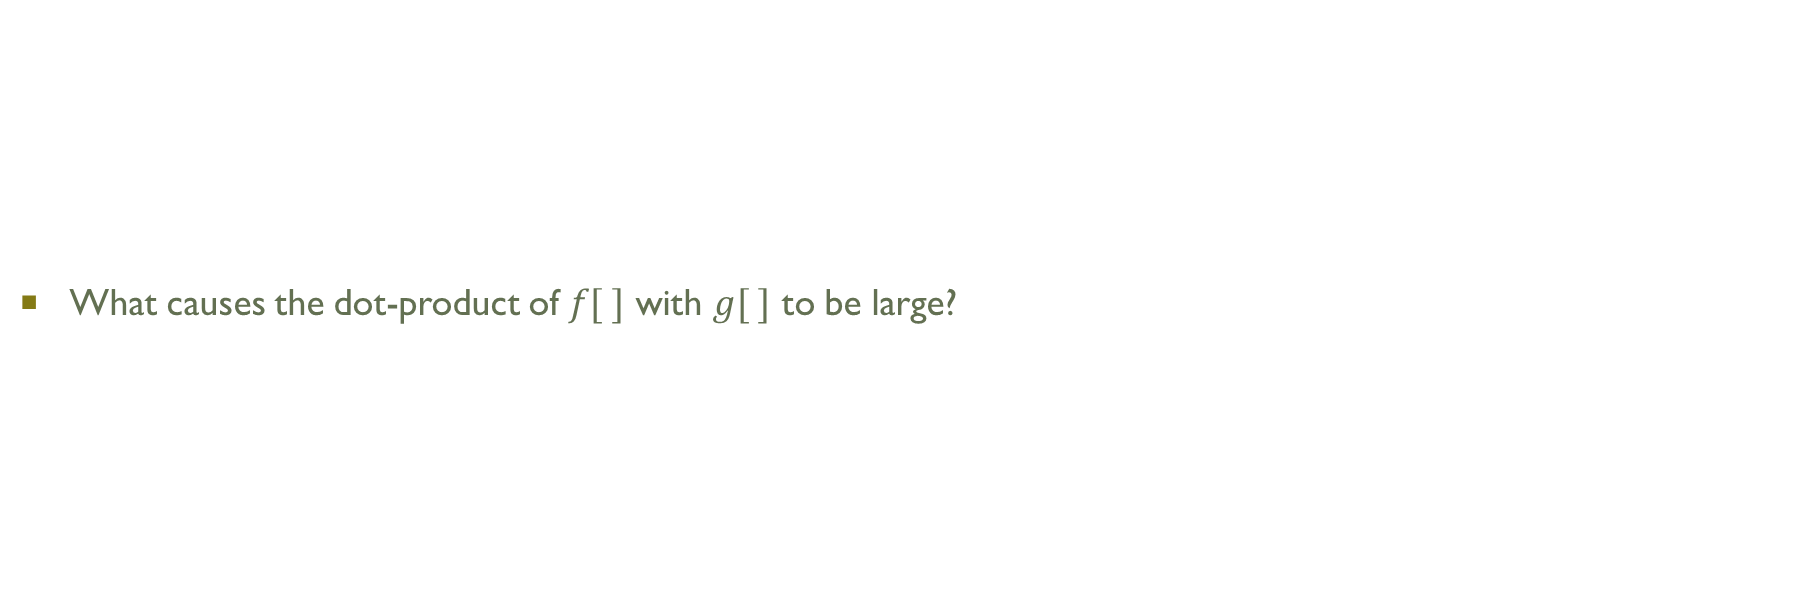 ▪ What causes the dot-product of f[ ] with g[ ] to be large?